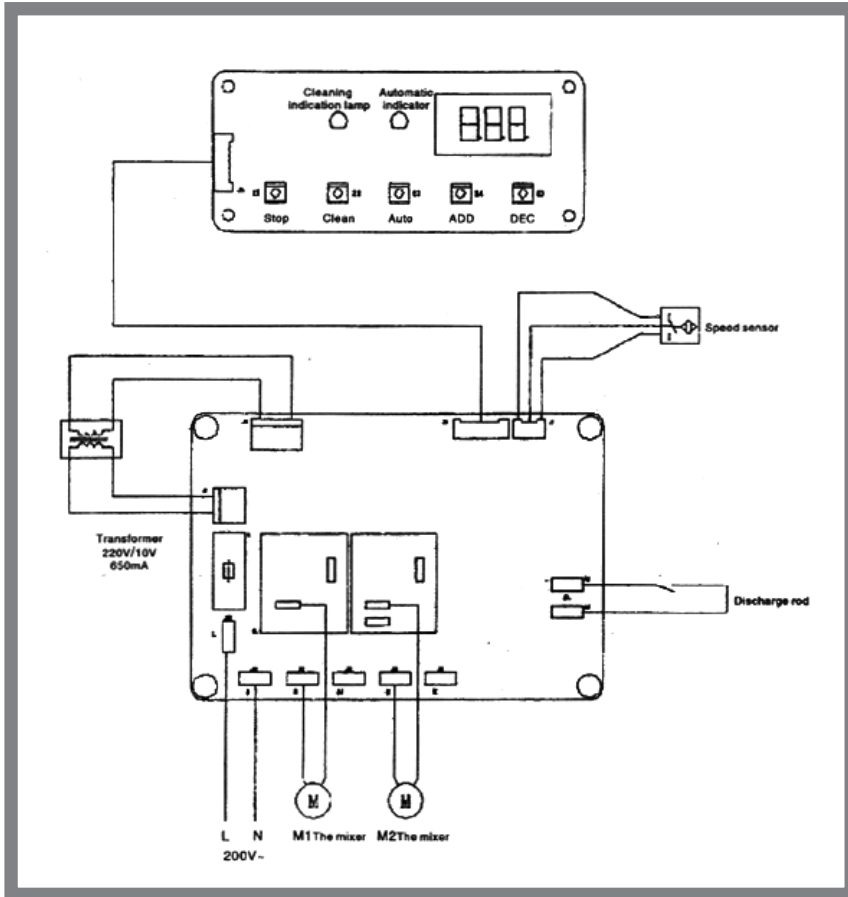 Cleaning
indication lamp
Automatic
indicator
Stop
Clean
Auto
ADD
DEC
Speed sensor
Transformer
220V/10V
650mA
Discharge rod
L
M
M
L
N
M1 The mixer
M2 The mixer
200V~